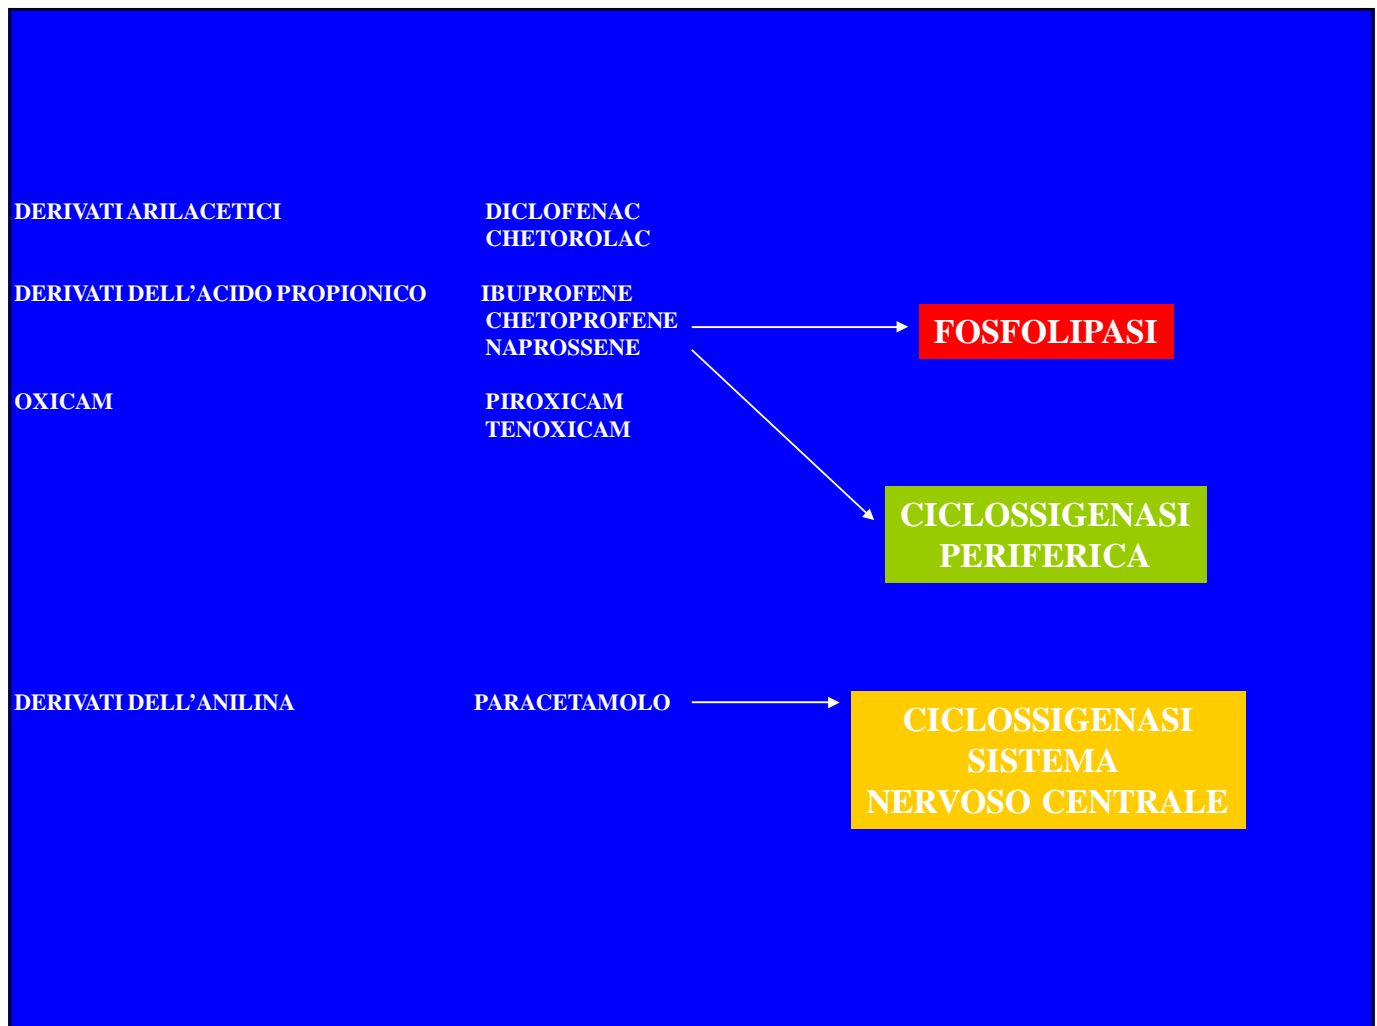 DERIVATI ARILACETICI DICLOFENAC
CHETOROLAC
DERIVATI DELL’ACIDO PROPIONICO IBUPROFENE
CHETOPROFENE
NAPROSSENE
FOSFOLIPASI
OXICAM PIROXICAM
TENOXICAM
CICLOSSIGENASI
PERIFERICA
DERIVATI DELL’ANILINA PARACETAMOLO
CICLOSSIGENASI
SISTEMA
NERVOSO CENTRALE